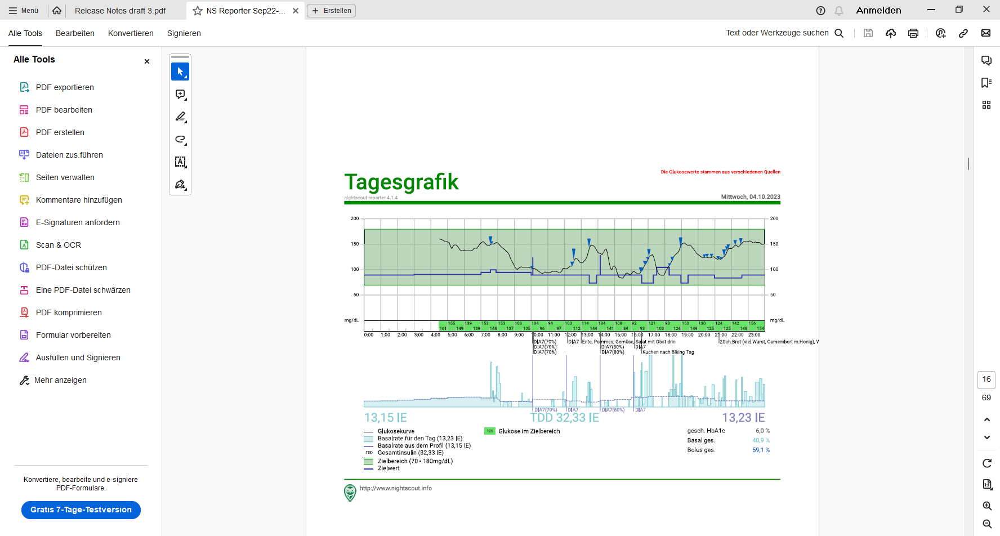 Menü
Release Notes draft 3.pdf
NS Reporter Sep22-...
Erstellen
Anmelden
Alle Tools
Bearbeiten
Konvertieren
Signieren
Text oder Werkzeuge suchen
Alle Tools
PDF exportieren
PDF bearbeiten
PDF erstellen
Dateien zus.führen
Seiten verwalten
Kommentare hinzufügen
E-Signaturen anfordern
Scan & OCR
PDF-Datei schützen
Eine PDF-Datei schwärzen
PDF komprimieren
Formular vorbereiten
Ausfüllen und Signieren
Mehr anzeigen
Konvertiere, bearbeite und e-signiere
PDF-Formulare.
Gratis 7-Tage-Testversion
Die Glukosewerte stammen aus verschiedenen Quellen
Tagesgrafik
nightscout reporter 4.1.4
Mittwoch, 04.10.2023
200 200
150 150
100 100
50 50
mg/dL mg/dL
155 139 153 153 108 104 94 103 114 134 108 92 121 93 150 130 124 142 156
161 149 139 148 137 105 96 97 112 144 141 84 93 103 124 149 125 125 148 154
0:00 1:00 2:00 3:00 4:00 5:00 6:00 7:00 8:00 9:00 10:00 11:00 12:00 13:00 14:00 15:00 16:00 17:00 18:00 19:00 20:00 21:00 22:00 23:00
DIA7(70%) DIA7 Ente, Pommes, Gemüse, Salat mit Obst drin 2Sch.Brot (viel Wurst, Camembert m.Honig), W
DIA7(70%) DIA7(80%) DIA7
DIA7(70%) DIA7(80%) Kuchen nach Biking Tag
DIA7(70%) DIA7 DIA7(80%) DIA7
13,15 IE TDD 32,33 IE 13,23 IE
Glukosekurve
Basalrate für den Tag (13,23 IE)
Basalrate aus dem Profil (13,15 IE)
TDD Gesamtinsulin (32,33 IE)
Zielbereich (70 - 180mg/dL)
Zielwert
125 Glukose im Zielbereich
gesch. HbA1c 6,0 %
Basal ges. 40,9 %
Bolus ges. 59,1 %
http://www.nightscout.info
16
69